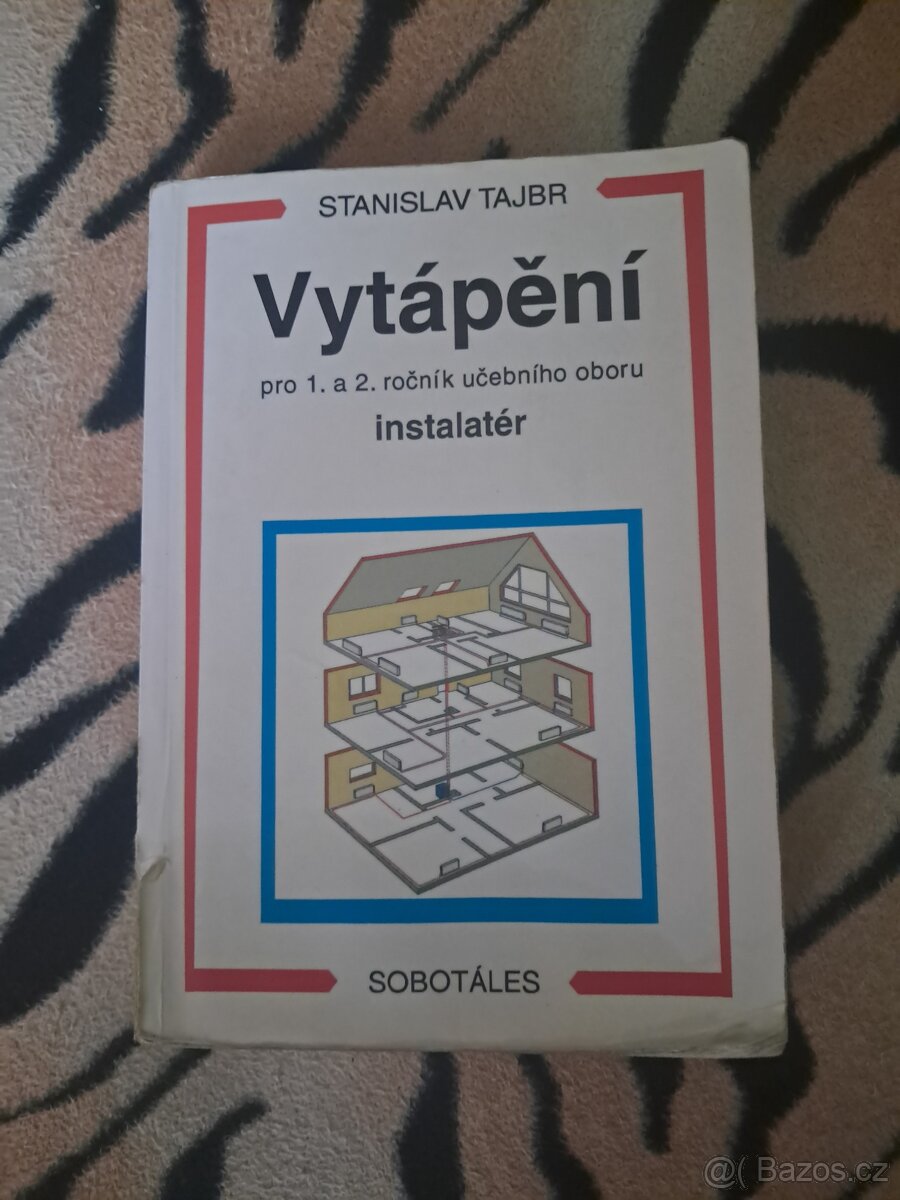 STANISLAV TAJBR
Vytápění
pro 1. a 2. ročník učebního oboru
instalatér
SOBOTÁLES
@( Bazos.cz